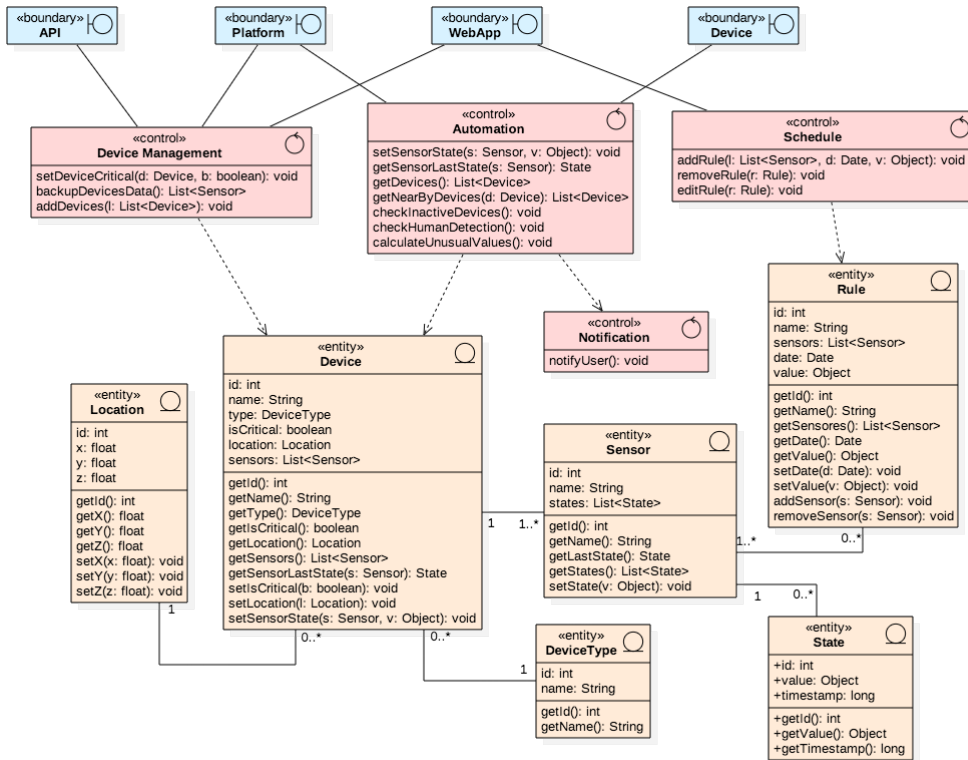 «boundary»
API
«boundary»
Platform
«boundary»
WebApp
«boundary»
Device
«control»
Device Management
setDeviceCritical(d: Device, b: boolean): void
backupDevicesData(): List<Sensor>
addDevices(l: List<Device>): void
«control»
Automation
setSensorState(s: Sensor, v: Object): void
getSensorLastState(s: Sensor): State
getDevices(): List<Device>
getNearByDevices(d: Device): List<Device>
checkInactiveDevices(): void
checkHumanDetection(): void
calculateUnusualValues(): void
«control»
Schedule
addRule(l: List<Sensor>, d: Date, v: Object): void
removeRule(r: Rule): void
editRule(r: Rule): void
«entity»
Rule
id: int
name: String
sensors: List<Sensor>
date: Date
value: Object
getId(): int
getName(): String
getSensores(): List<Sensor>
getDate(): Date
getValue(): Object
setDate(d: Date): void
setValue(v: Object): void
addSensor(s: Sensor): void
removeSensor(s: Sensor): void
«control»
Notification
notifyUser(): void
«entity»
Device
id: int
name: String
type: DeviceType
isCritical: boolean
location: Location
sensors: List<Sensor>
getId(): int
getName(): String
getType(): DeviceType
getIsCritical(): boolean
getLocation(): Location
getSensors(): List<Sensor>
getSensorLastState(s: Sensor): State
setIsCritical(b: boolean): void
setLocation(l: Location): void
setSensorState(s: Sensor, v: Object): void
«entity»
Location
id: int
x: float
y: float
z: float
getId(): int
getX(): float
getY(): float
getZ(): float
setX(x: float): void
setY(y: float): void
setZ(z: float): void
«entity»
Sensor
id: int
name: String
states: List<State>
getId(): int
getName(): String
getLastState(): State
getStates(): List<State>
setState(v: Object): void
1
1..*
1..*
0..*
1
0..*
1
0..*
0..*
1
«entity»
DeviceType
id: int
name: String
getId(): int
getName(): String
«entity»
State
+id: int
+value: Object
+timestamp: long
+getId(): int
+getValue(): Object
+getTimestamp(): long